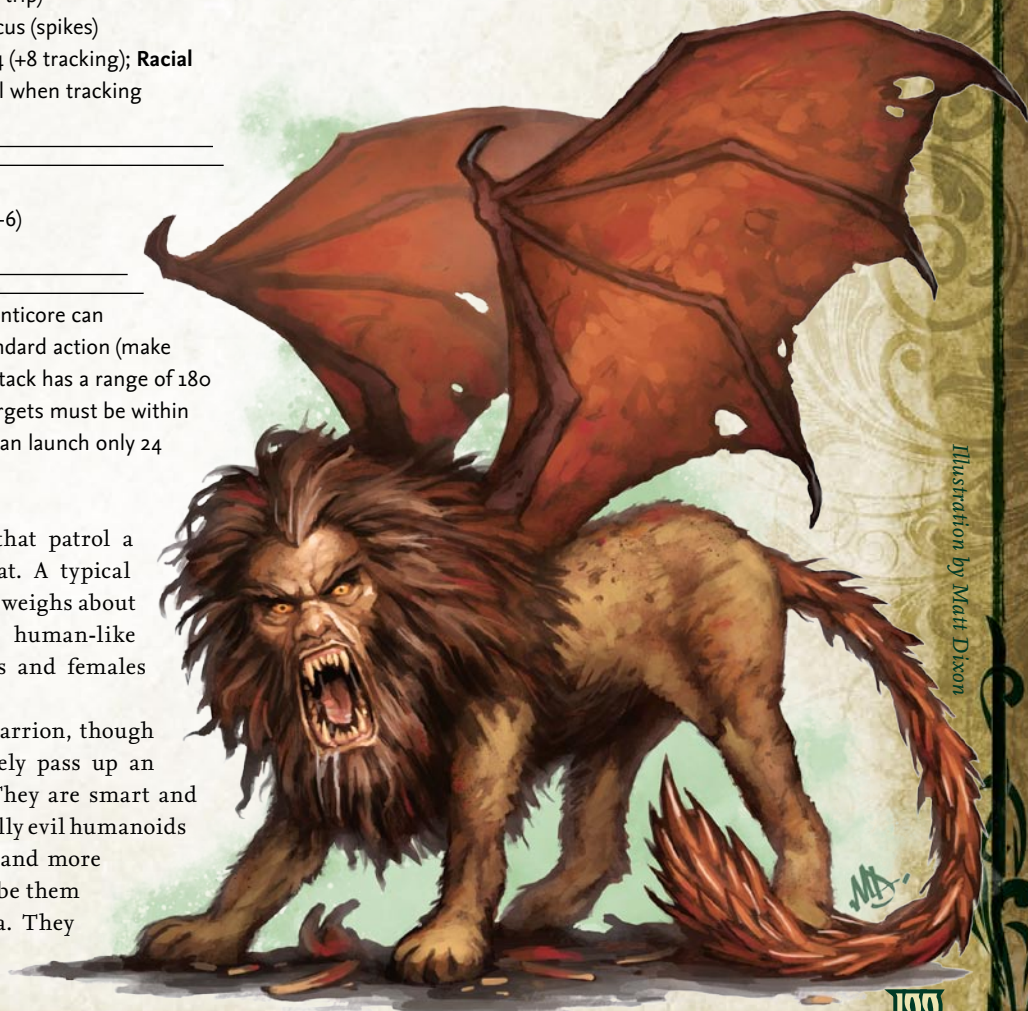 trip)
cus (spikes)
4 (+8 tracking); Racial
l when tracking
-6)
nticore can
ndard action (make
tack has a range of 180
rgets must be within
an launch only 24
that patrol a
at. A typical
weighs about
human-like
s and females
arrion, though
ely pass up an
They are smart and
lly evil humanoids
and more
be them
a. They
Illustration by Matt Dixon
MD.